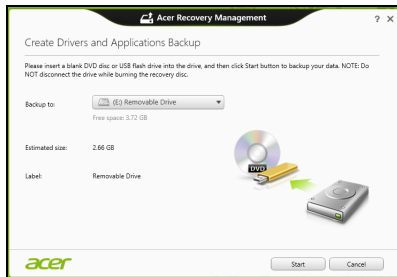 Acer Recovery Management
? ×
Create Drivers and Applications Backup
Please insert a blank DVD disc or USB flash drive into the drive, and then click Start button to backup your data. NOTE: Do
NOT disconnect the drive while burning the recovery disc.
Backup to: (E:) Removable Drive
Free space: 3.72 GB
Estimated size: 2.66 GB
Label: Removable Drive
DVD
acer
Start Cancel